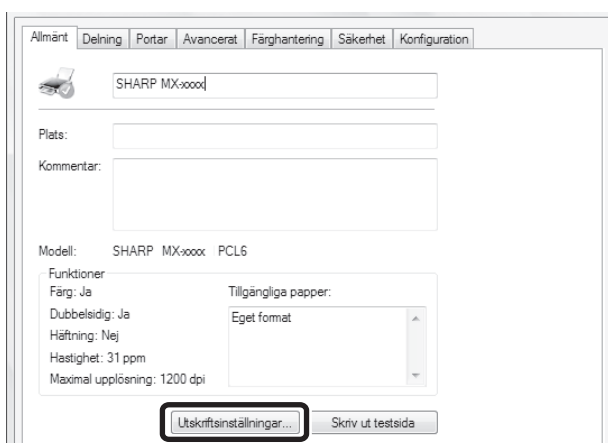 Allmänt Delning Portar Avancerat Färghantering Säkerhet Konfiguration
SHARP MX-xxxx
Plats:
Kommentar:
Modell: SHARP MX-xxxx PCL6
Funktioner
Färg: Ja
Dubbelsidig: Ja
Häftning: Nej
Hastighet: 31 ppm
Maximal upplösning: 1200 dpi
Tillgängliga papper:
Eget format
Utskriftsinställningar... Skriv ut testsida